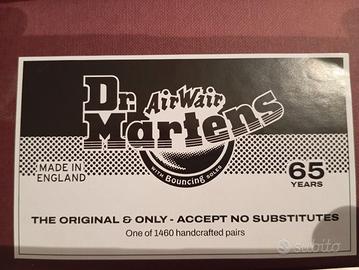 Dr.
AirWair
Martens
WITH Bouncing SOLES
MADE IN
ENGLAND
65
YEARS
THE ORIGINAL & ONLY - ACCEPT NO SUBSTITUTES
One of 1460 handcrafted pairs
subito